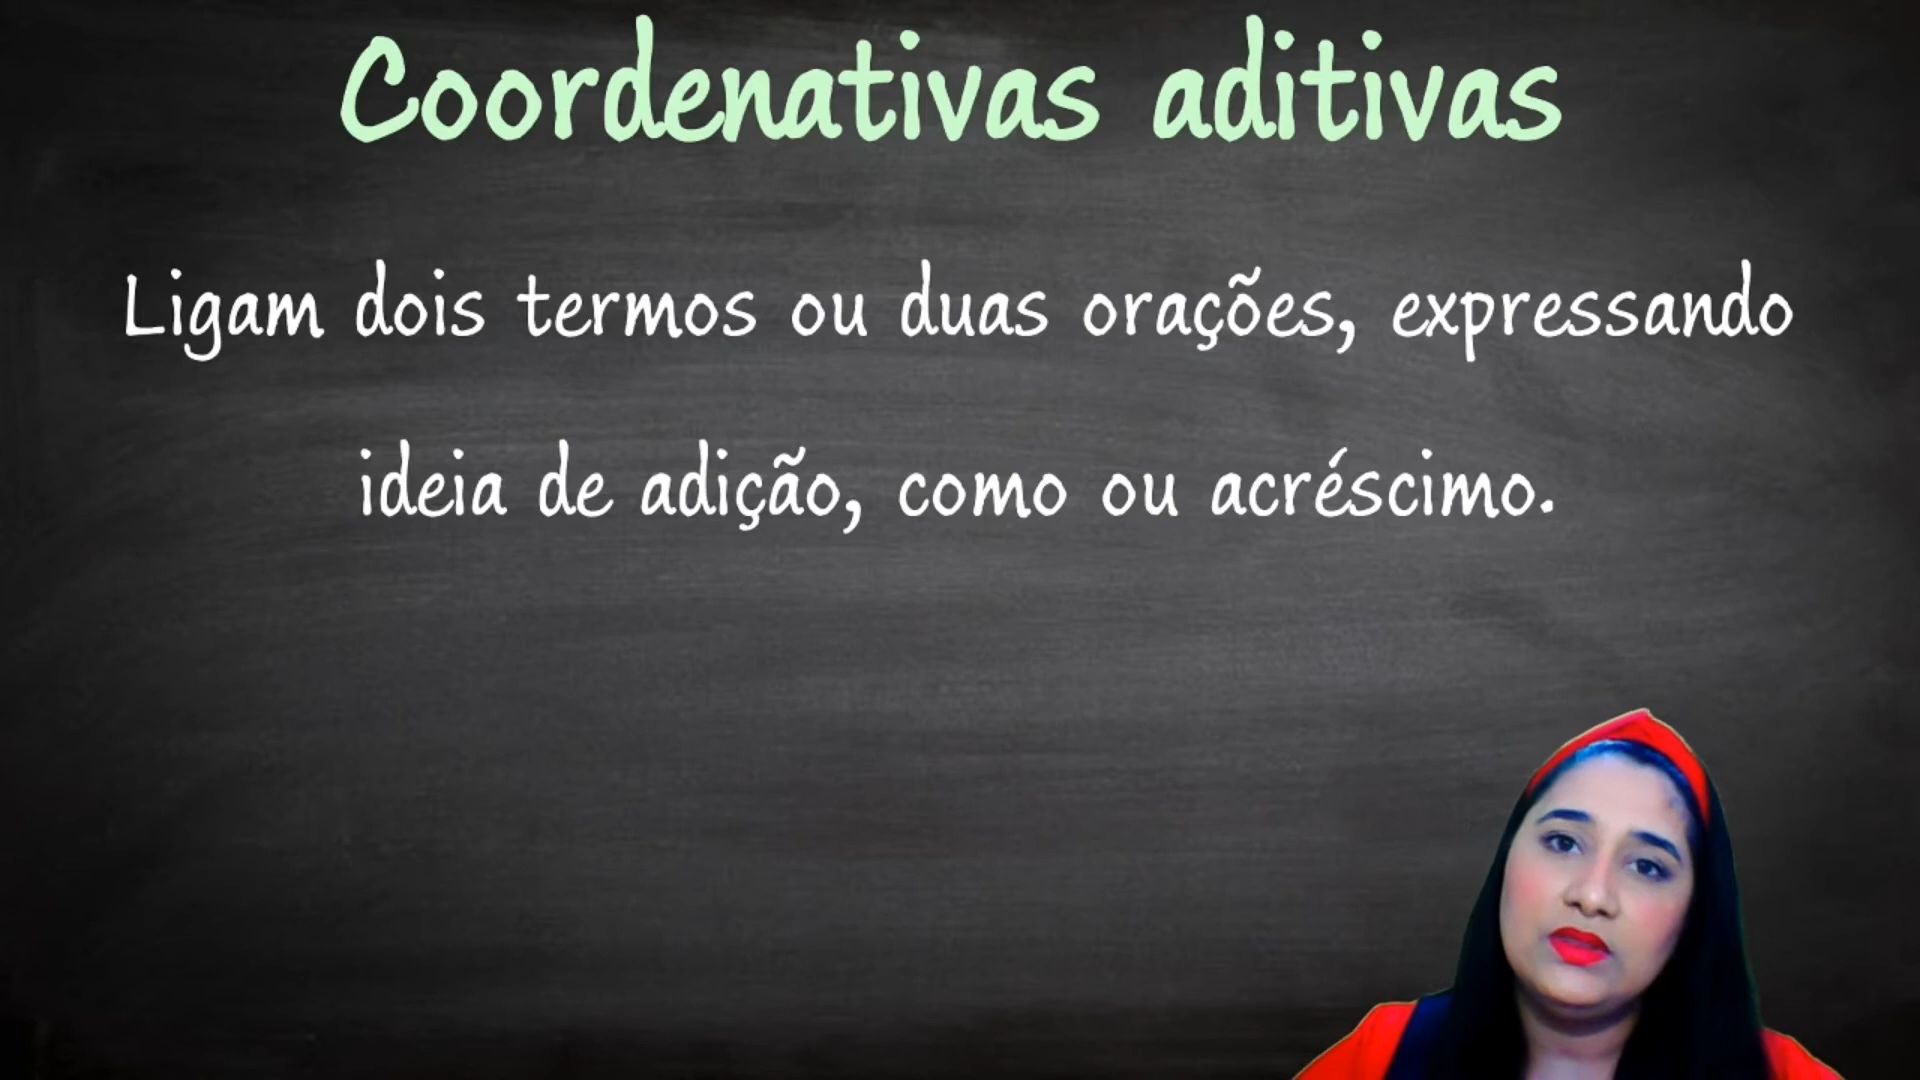 Coordenativas aditivas
Ligam dois termos ou duas orações, expressando
ideia de adição, como ou acréscimo.